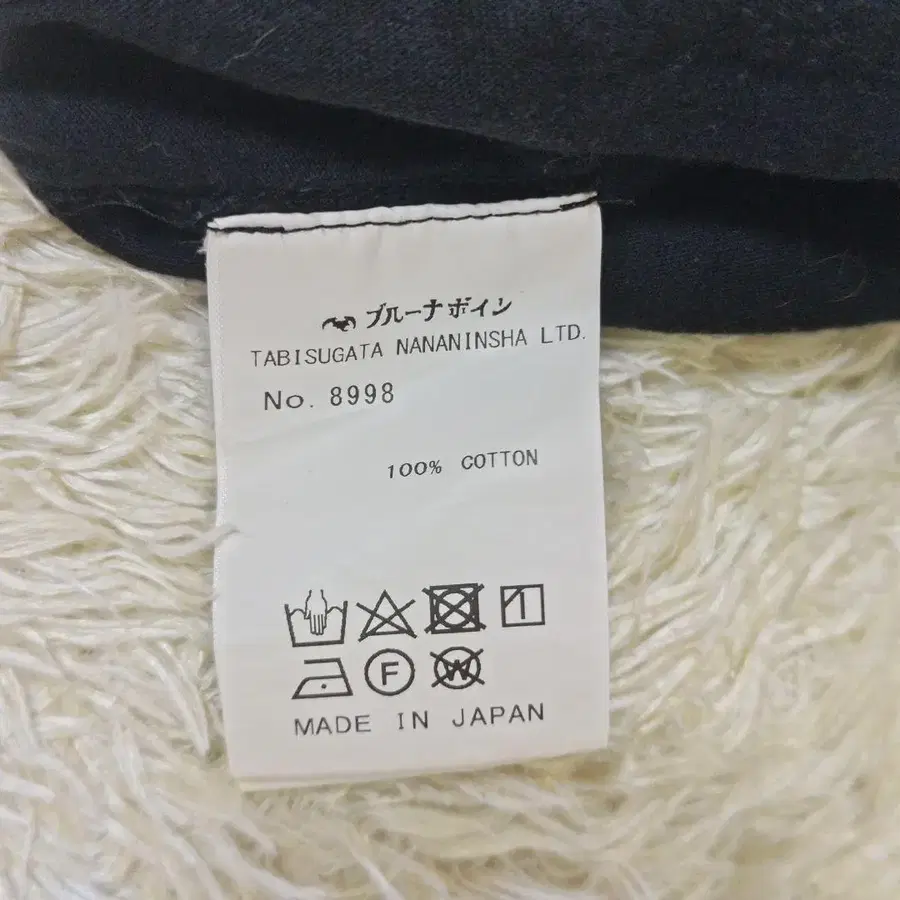 ブルーナボイン
TABISUGATA NANANINSHA LTD.
No. 8998
100% COTTON
F W
MADE IN JAPAN